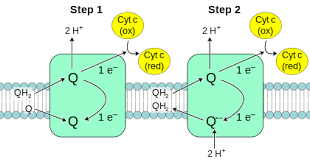 Step 1
Step 2
Cyt c
(ox)
Cyt c
(ox)
2 H⁺
2 H⁺
Cyt c
(red)
Cyt c
(red)
Q
1 e⁻
Q
1 e⁻
QH₂
Q
QH₂
QH₂
Q
1 e⁻
Q⁻
1 e⁻
2 H⁺